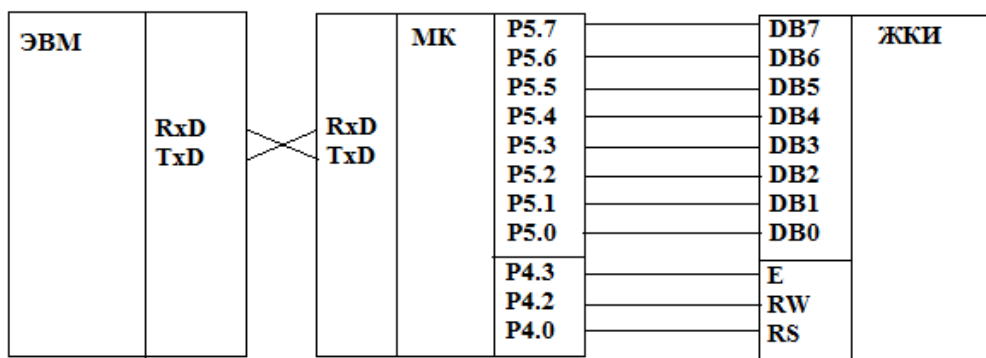 ЭВМ
RxD
TxD
МК
RxD
TxD
P5.7
P5.6
P5.5
P5.4
P5.3
P5.2
P5.1
P5.0
P4.3
P4.2
P4.0
DB7
DB6
DB5
DB4
DB3
DB2
DB1
DB0
E
RW
RS
ЖКИ